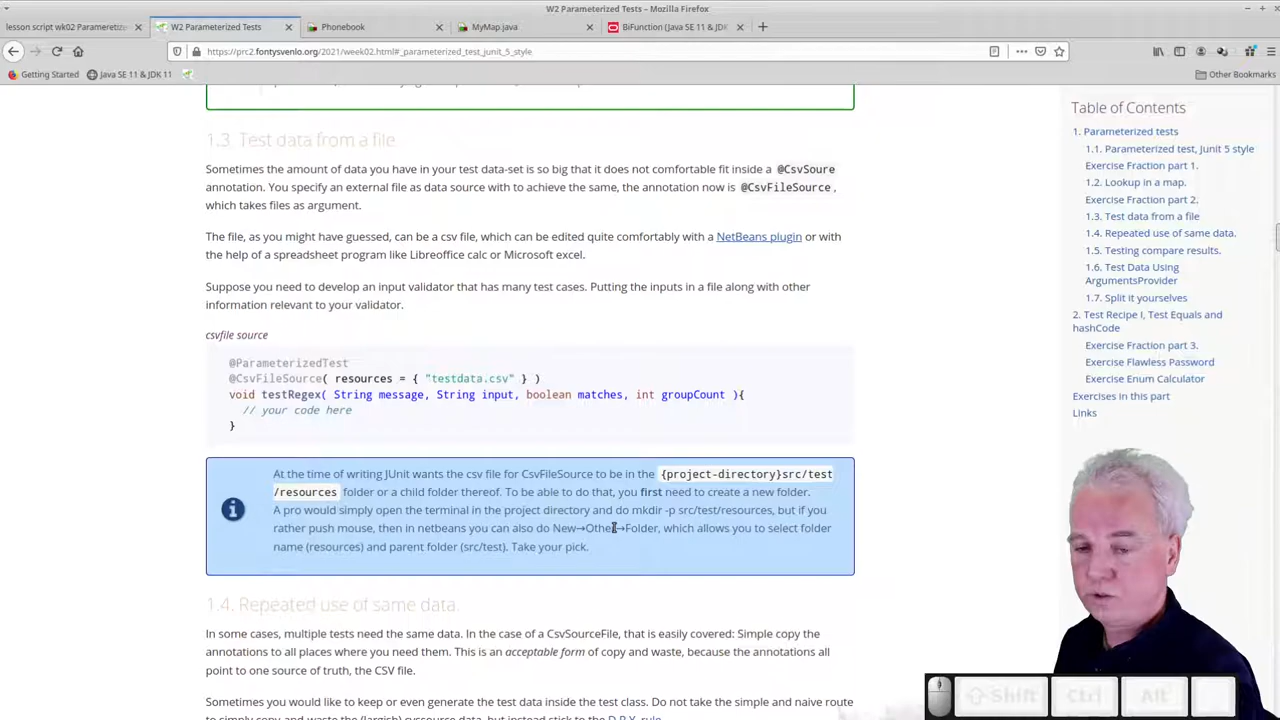 W2 Parameterized Tests - Mozilla Firefox
lesson script wk02 Parameretiz
W2 Parameterized Tests
Phonebook
MyMap.java
BiFunction (Java SE 11 & JDK
https://prc2.fontysvenlo.org/2021/week02.html#_parameterized_test_junit_5_style
Getting Started
Java SE 11 & JDK 11
Other Bookmarks
1.3. Test data from a file
Sometimes the amount of data you have in your test data-set is so big that it does not comfortable fit inside a @CsvSoure
annotation. You specify an external file as data source with to achieve the same, the annotation now is @CsvFileSource,
which takes files as argument.
The file, as you might have guessed, can be a csv file, which can be edited quite comfortably with a NetBeans plugin or with
the help of a spreadsheet program like Libreoffice calc or Microsoft excel.
Suppose you need to develop an input validator that has many test cases. Putting the inputs in a file along with other
information relevant to your validator.
csvfile source
@ParameterizedTest
@CsvFileSource( resources = { "testdata.csv" } )
void testRegex( String message, String input, boolean matches, int groupCount ){
// your code here
}
At the time of writing JUnit wants the csv file for CsvFileSource to be in the {project-directory}src/test
/resources folder or a child folder thereof. To be able to do that, you first need to create a new folder.
A pro would simply open the terminal in the project directory and do mkdir -p src/test/resources, but if you
rather push mouse, then in netbeans you can also do New→Other→Folder, which allows you to select folder
name (resources) and parent folder (src/test). Take your pick.
1.4. Repeated use of same data.
In some cases, multiple tests need the same data. In the case of a CsvSourceFile, that is easily covered: Simple copy the
annotations to all places where you need them. This is an acceptable form of copy and waste, because the annotations all
point to one source of truth, the CSV file.
Sometimes you would like to keep or even generate the test data inside the test class. Do not take the simple and naive route
to simply copy and waste the (largish) cvssource data, but instead stick to the D.R.Y. rule
Table of Contents
1. Parameterized tests
1.1. Parameterized test, Junit 5 style
Exercise Fraction part 1.
1.2. Lookup in a map.
Exercise Fraction part 2.
1.3. Test data from a file
1.4. Repeated use of same data.
1.5. Testing compare results.
1.6. Test Data Using
ArgumentsProvider
1.7. Split it yourselves
2. Test Recipe I, Test Equals and
hashCode
Exercise Fraction part 3.
Exercise Flawless Password
Exercise Enum Calculator
Exercises in this part
Links
Shift
Ctrl
Alt